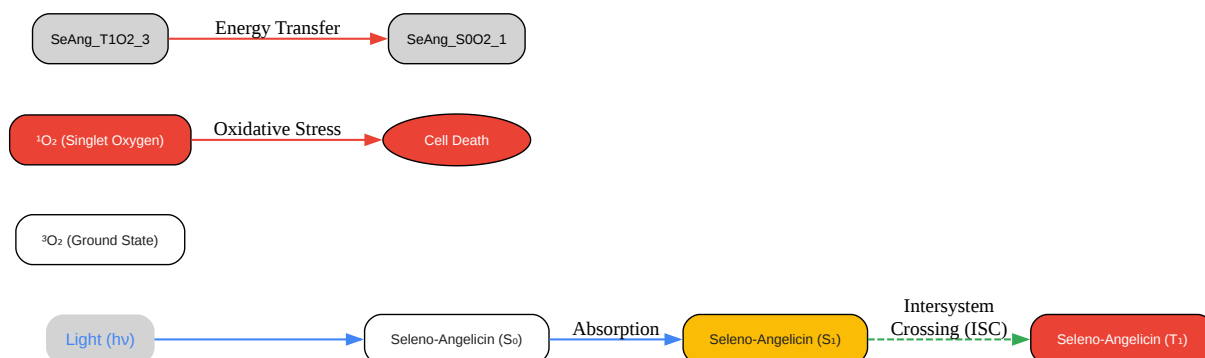 SeAng_T1O2_3
Energy Transfer
SeAng_S0O2_1
¹O₂ (Singlet Oxygen)
Oxidative Stress
Cell Death
³O₂ (Ground State)
Light (hν)
Seleno-Angelicin (S₀)
Absorption
Seleno-Angelicin (S₁)
Intersystem
Crossing (ISC)
Seleno-Angelicin (T₁)